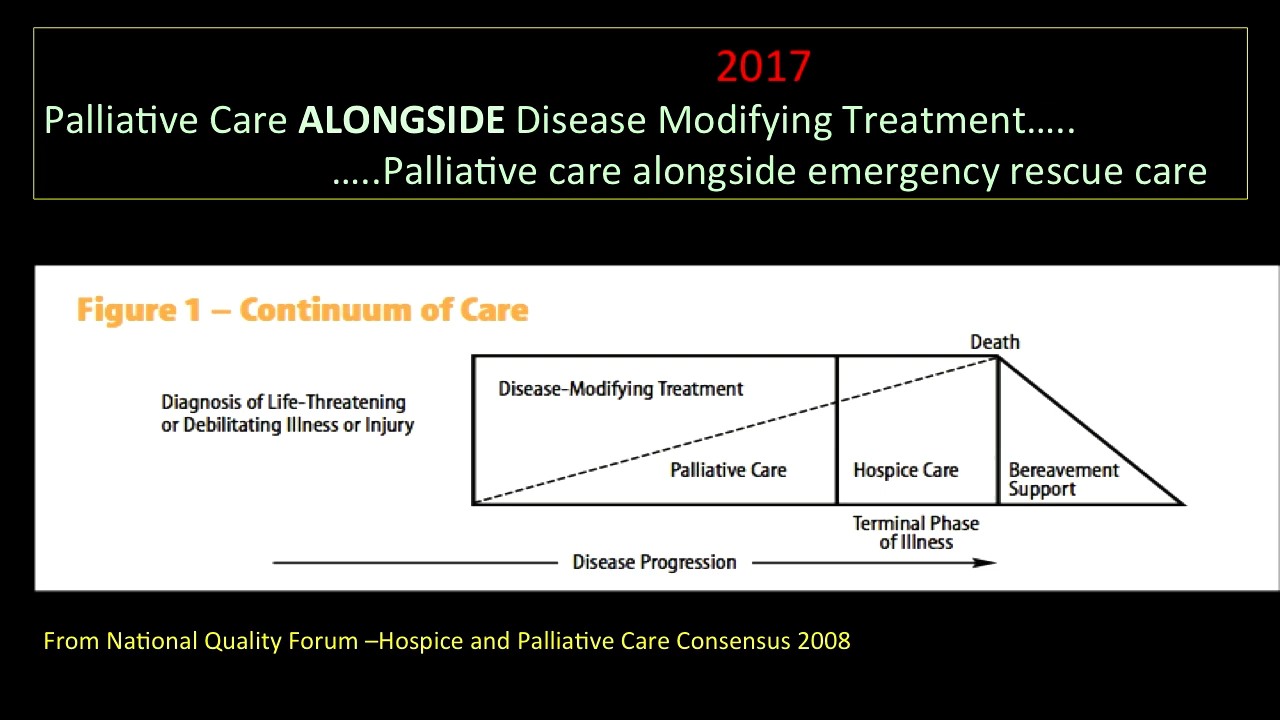 2017
Palliative Care ALONGSIDE Disease Modifying Treatment…..
…..Palliative care alongside emergency rescue care
Figure 1 – Continuum of Care
Death
Disease-Modifying Treatment
Diagnosis of Life-Threatening
or Debilitating Illness or Injury
Palliative Care
Hospice Care
Bereavement
Support
Terminal Phase
of Illness
Disease Progression
From National Quality Forum –Hospice and Palliative Care Consensus 2008